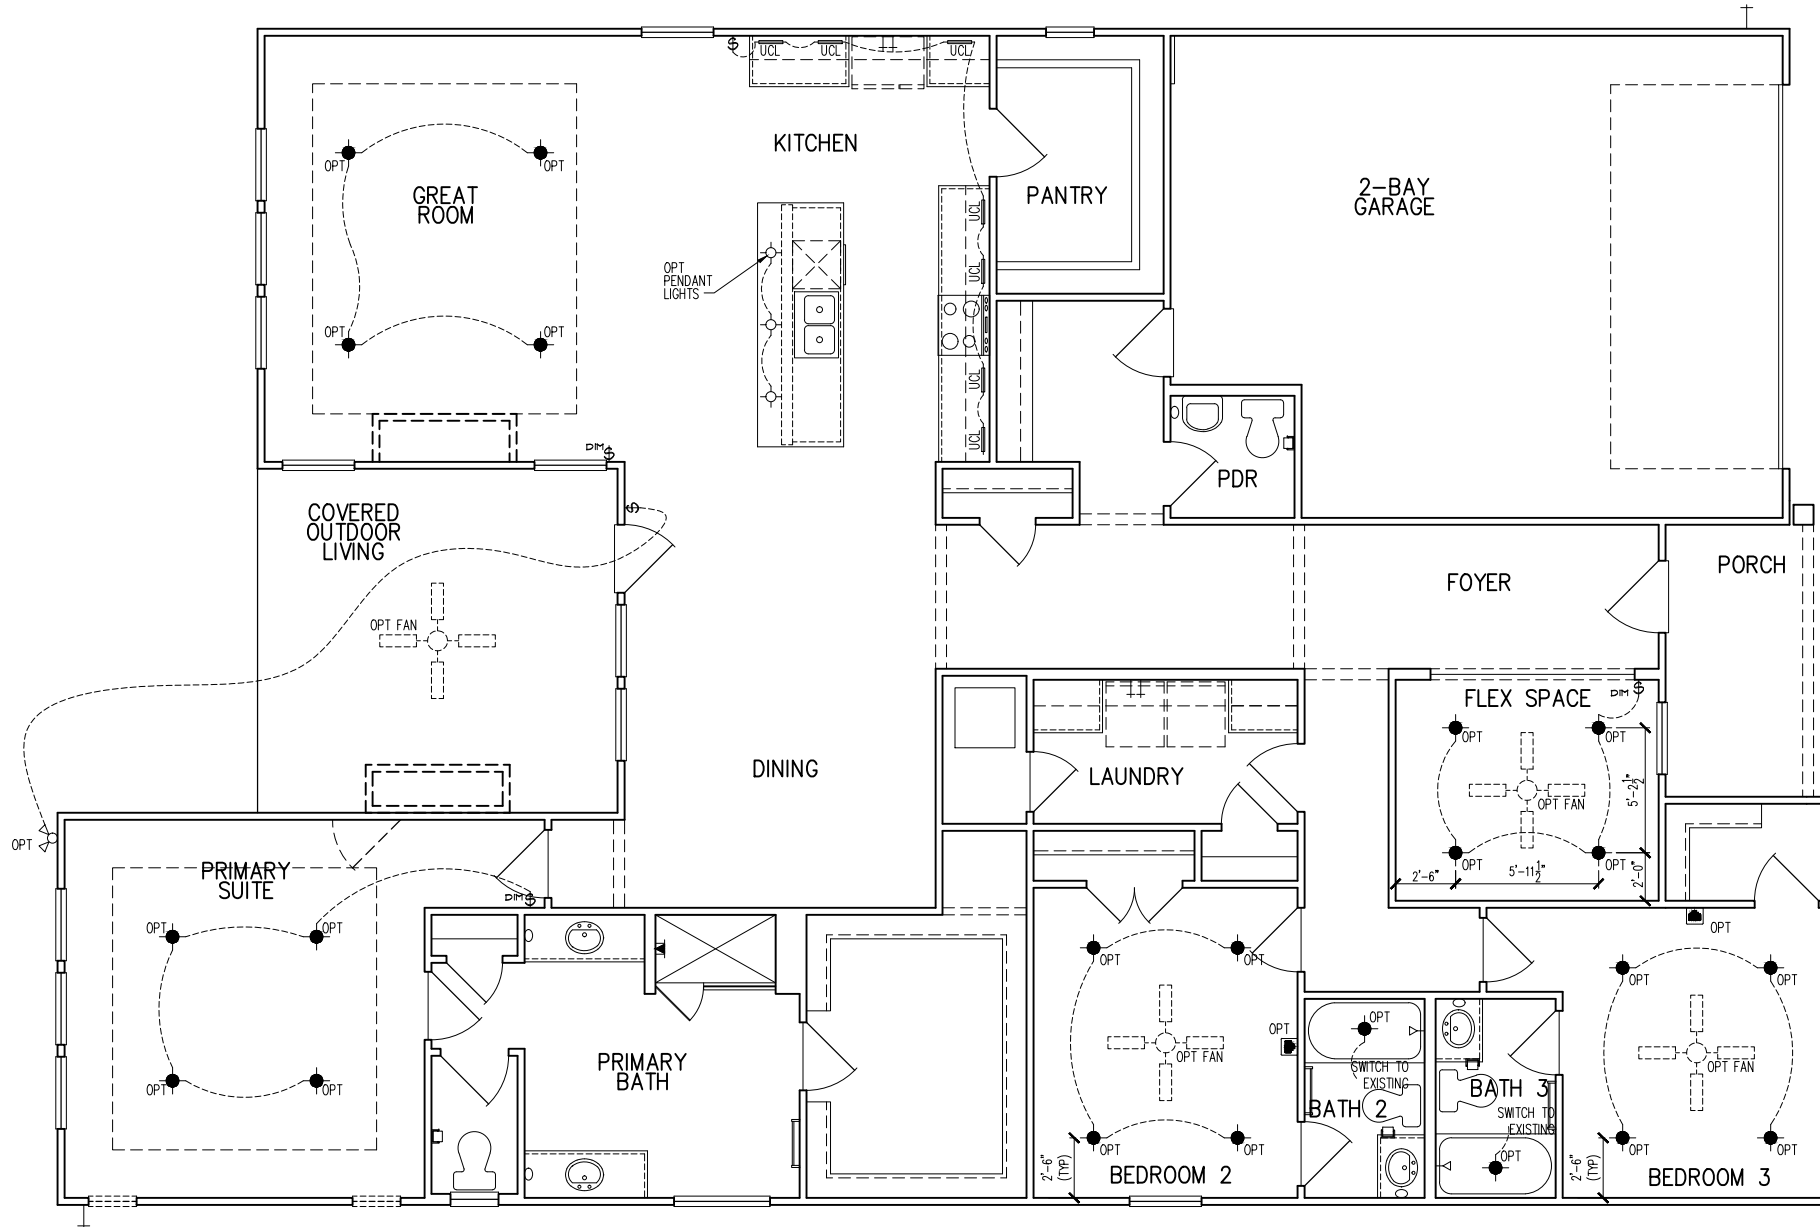 $
UCL
UCL
UCL
KITCHEN
OPT
OPT
GREAT
ROOM
PANTRY
2-BAY
GARAGE
UCL
OPT
PENDANT
LIGHTS
UCL
OPT
OPT
UCL
UCL
DIM
$
PDR
$
COVERED
OUTDOOR
LIVING
PORCH
FOYER
OPT FAN
FLEX SPACE
DIM
$
OPT
OPT
DINING
LAUNDRY
5'-2½"
OPT FAN
OPT
PRIMARY
SUITE
OPT
OPT
2'-6"
5'-11½"
2'-0"
DIM
$
OPT
OPT
OPT
OPT
OPT
OPT
OPT
OPT
OPT
OPT
OPT FAN
SWITCH TO
EXISTING
OPT FAN
PRIMARY
BATH
OPT
OPT
BATH 2
BATH 3
SWITCH TO
EXISTING
OPT
OPT
OPT
OPT
OPT
2'-6"
(TYP)
2'-6"
(TYP)
BEDROOM 2
BEDROOM 3